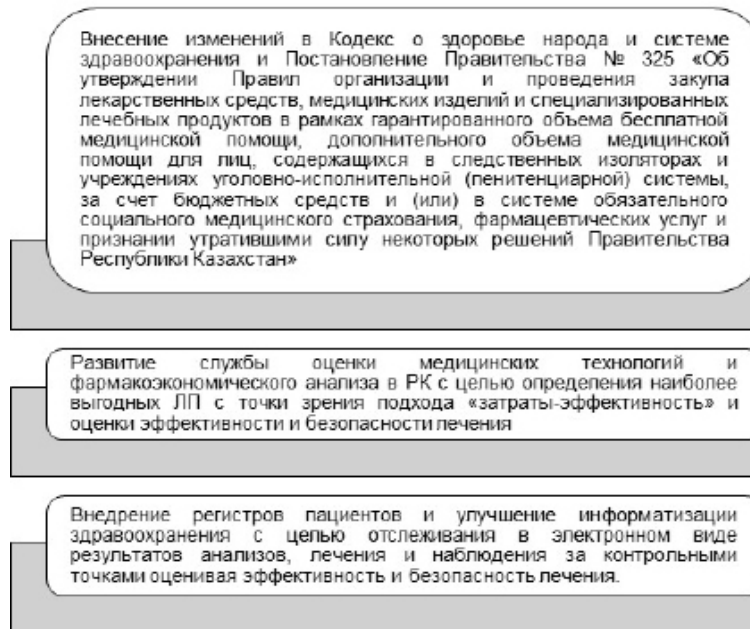 Внесение изменений в Кодекс о здоровье народа и системе
здравоохранения и Постановление Правительства № 325 «Об
утверждении Правил организации и проведения закупа
лекарственных средств, медицинских изделий и специализированных
лечебных продуктов в рамках гарантированного объема бесплатной
медицинской помощи, дополнительного объема медицинской
помощи для лиц, содержащихся в следственных изоляторах и
учреждениях уголовно-исполнительной (пенитенциарной) системы,
за счет бюджетных средств и (или) в системе обязательного
социального медицинского страхования, фармацевтических услуг и
признании утратившими силу некоторых решений Правительства
Республики Казахстан»
Развитие службы оценки медицинских технологий и
фармакоэкономического анализа в РК с целью определения наиболее
выгодных ЛП с точки зрения подхода «затраты-эффективность» и
оценки эффективности и безопасности лечения
Внедрение регистров пациентов и улучшение информатизации
здравоохранения с целью отслеживания в электронном виде
результатов анализов, лечения и наблюдения за контрольными
точками оценивая эффективность и безопасность лечения.